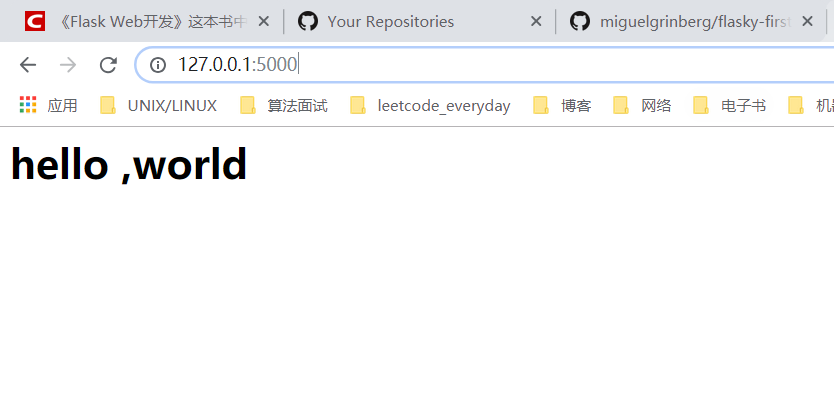 《Flask Web开发》这本书中 Your Repositories miguelgrinberg/flasky-first
127.0.0.1:5000
应用 UNIX/LINUX 算法面试 leetcode_everyday 博客 网络 电子书 机器
hello ,world